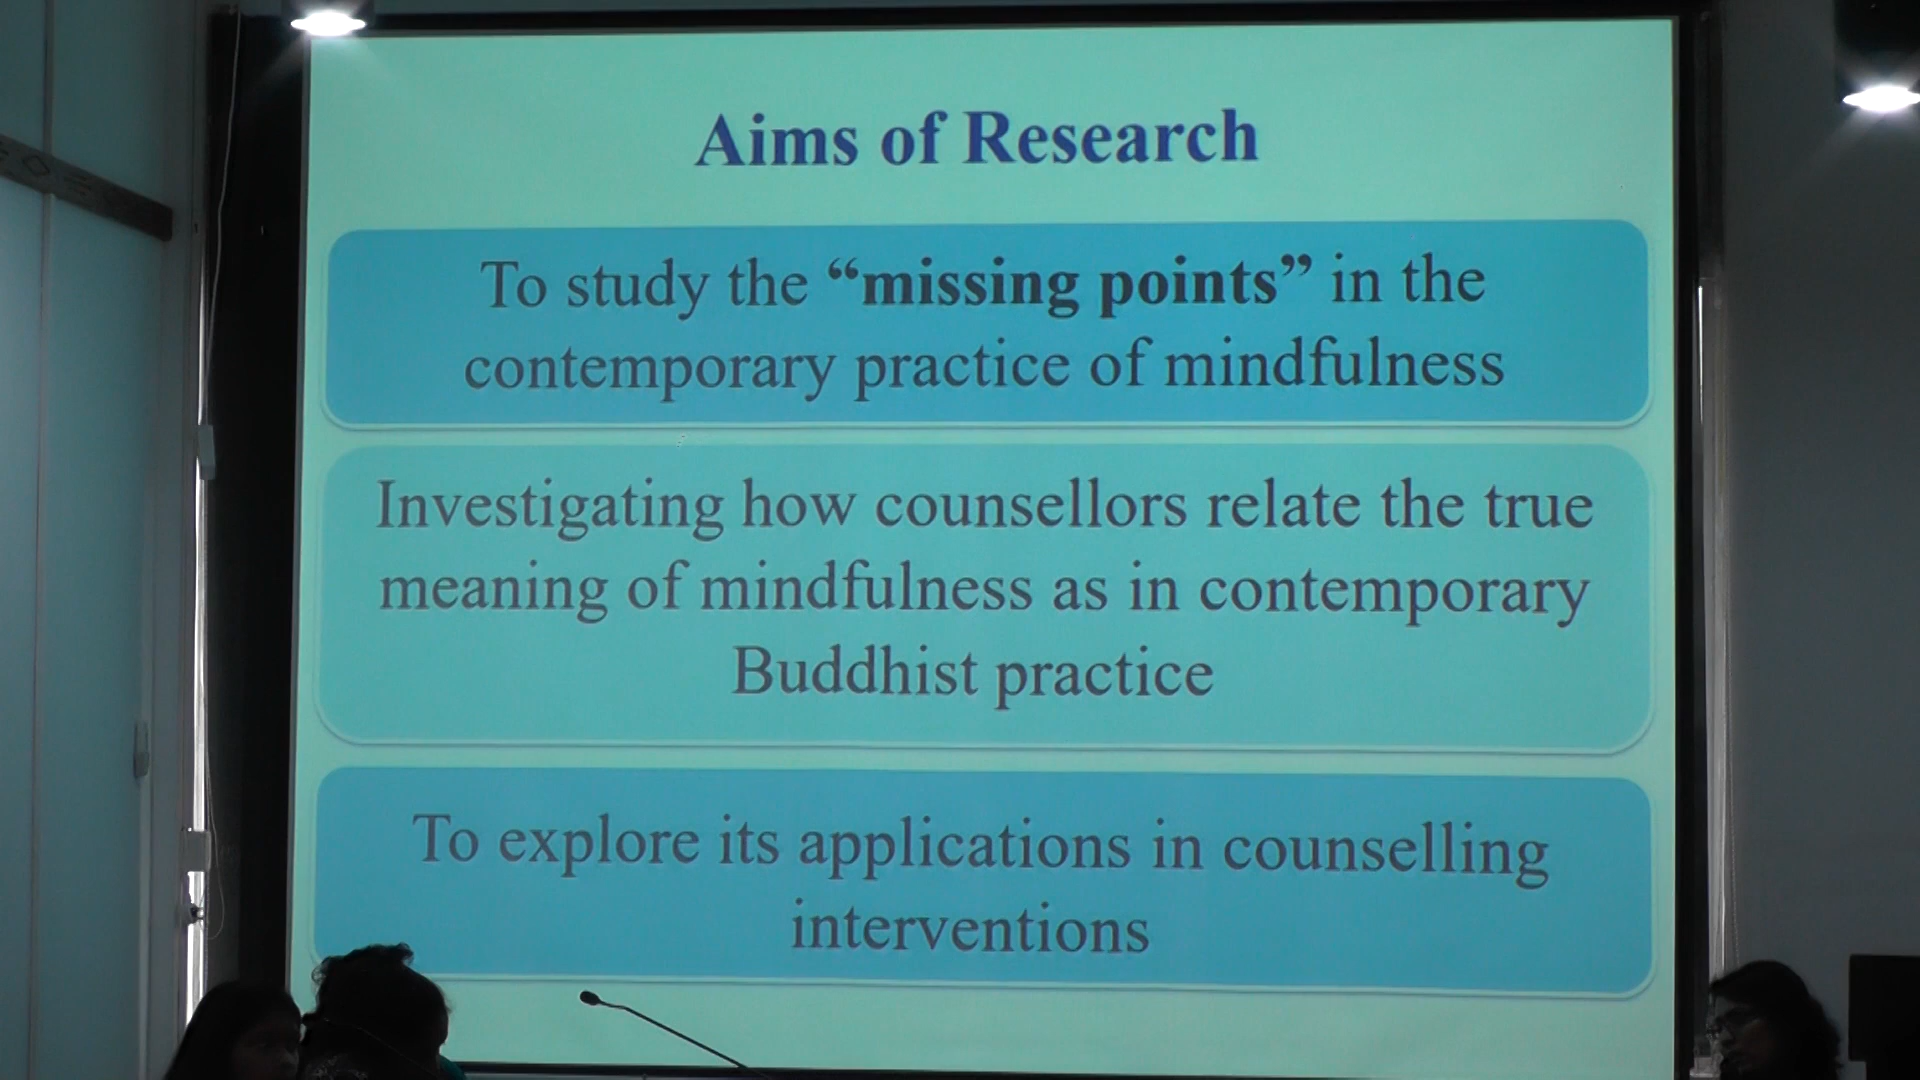 Aims of Research
To study the “missing points” in the
contemporary practice of mindfulness
Investigating how counsellors relate the true
meaning of mindfulness as in contemporary
Buddhist practice
To explore its applications in counselling
interventions